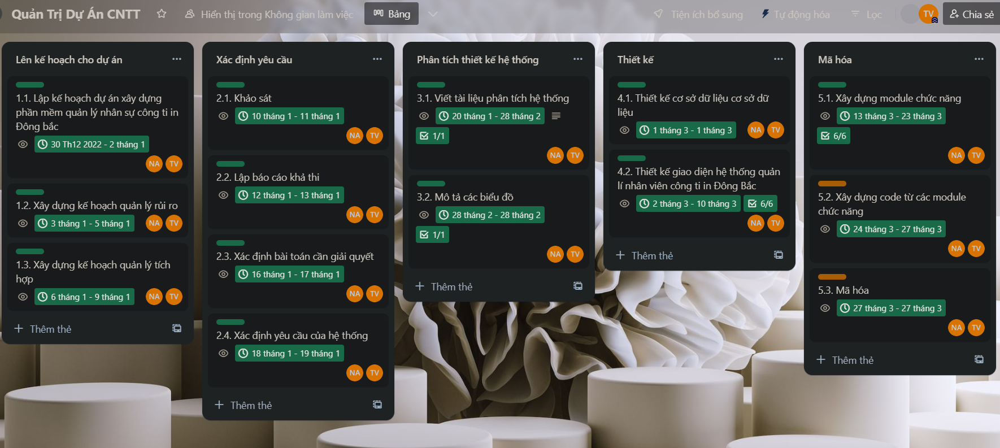 Quản Trị Dự Án CNTT
Hiển thị trong Không gian làm việc
Bảng
Tiện ích bổ sung
Tự động hóa
Lọc
TV
Chia sẻ
Lên kế hoạch cho dự án
1.1. Lập kế hoạch dự án xây dựng
phần mềm quản lý nhân sự công ti in
Đông bắc
30 Th12 2022 - 2 tháng 1
NA TV
1.2. Xây dựng kế hoạch quản lý rủi ro
3 tháng 1 - 5 tháng 1
NA TV
1.3. Xây dựng kế hoạch quản lý tích
hợp
6 tháng 1 - 9 tháng 1
NA TV
+ Thêm thẻ
Xác định yêu cầu
2.1. Khảo sát
10 tháng 1 - 11 tháng 1
NA TV
2.2. Lập báo cáo khả thi
12 tháng 1 - 13 tháng 1
NA TV
2.3. Xác định bài toán cần giải quyết
16 tháng 1 - 17 tháng 1
NA TV
2.4. Xác định yêu cầu của hệ thống
18 tháng 1 - 19 tháng 1
NA TV
+ Thêm thẻ
Phân tích thiết kế hệ thống
3.1. Viết tài liệu phân tích hệ thống
20 tháng 1 - 28 tháng 2
1/1
NA TV
3.2. Mô tả các biểu đồ
28 tháng 2 - 28 tháng 2
1/1
NA TV
+ Thêm thẻ
Thiết kế
4.1. Thiết kế cơ sở dữ liệu cơ sở dữ
liệu
1 tháng 3 - 1 tháng 3
NA TV
4.2. Thiết kế giao diện hệ thống quản
lí nhân viên công ti in Đông Bắc
2 tháng 3 - 10 tháng 3
6/6
NA TV
+ Thêm thẻ
Mã hóa
5.1. Xây dựng module chức năng
13 tháng 3 - 23 tháng 3
6/6
NA TV
5.2. Xây dựng code từ các module
chức năng
24 tháng 3 - 27 tháng 3
NA TV
5.3. Mã hóa
27 tháng 3 - 27 tháng 3
NA TV
+ Thêm thẻ